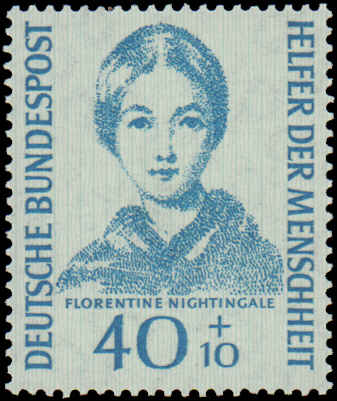 DEUTSCHE BUNDESPOST
HELFER DER MENSCHHEIT
FLORENTINE NIGHTINGALE
40 + 10